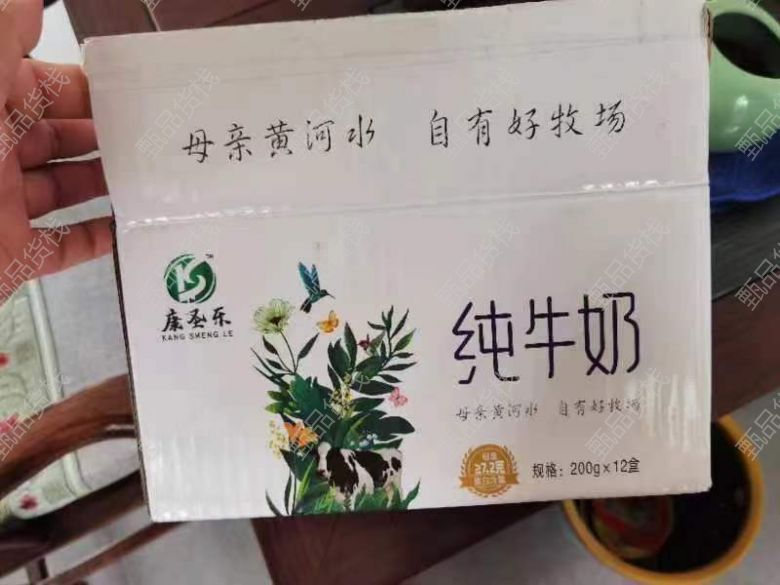 母亲黄河水 自有好牧场
康圣乐
KANG SHENG LE
纯牛奶
母亲黄河水 自有好牧场
≥7.2克
规格：200g×12盒
甄品货栈